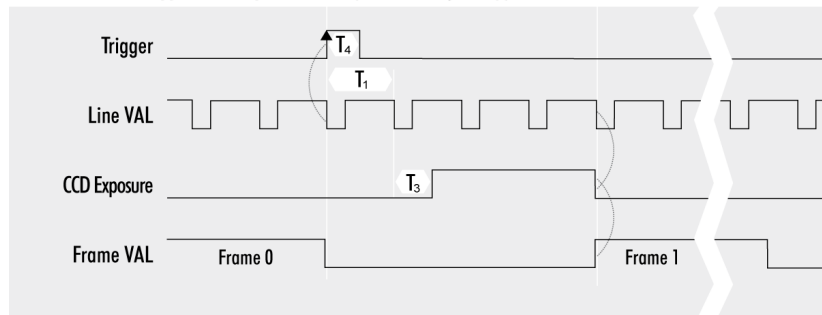 Trigger
T4
T1
Line VAL
CCD Exposure
T3
Frame VAL
Frame 0
Frame 1